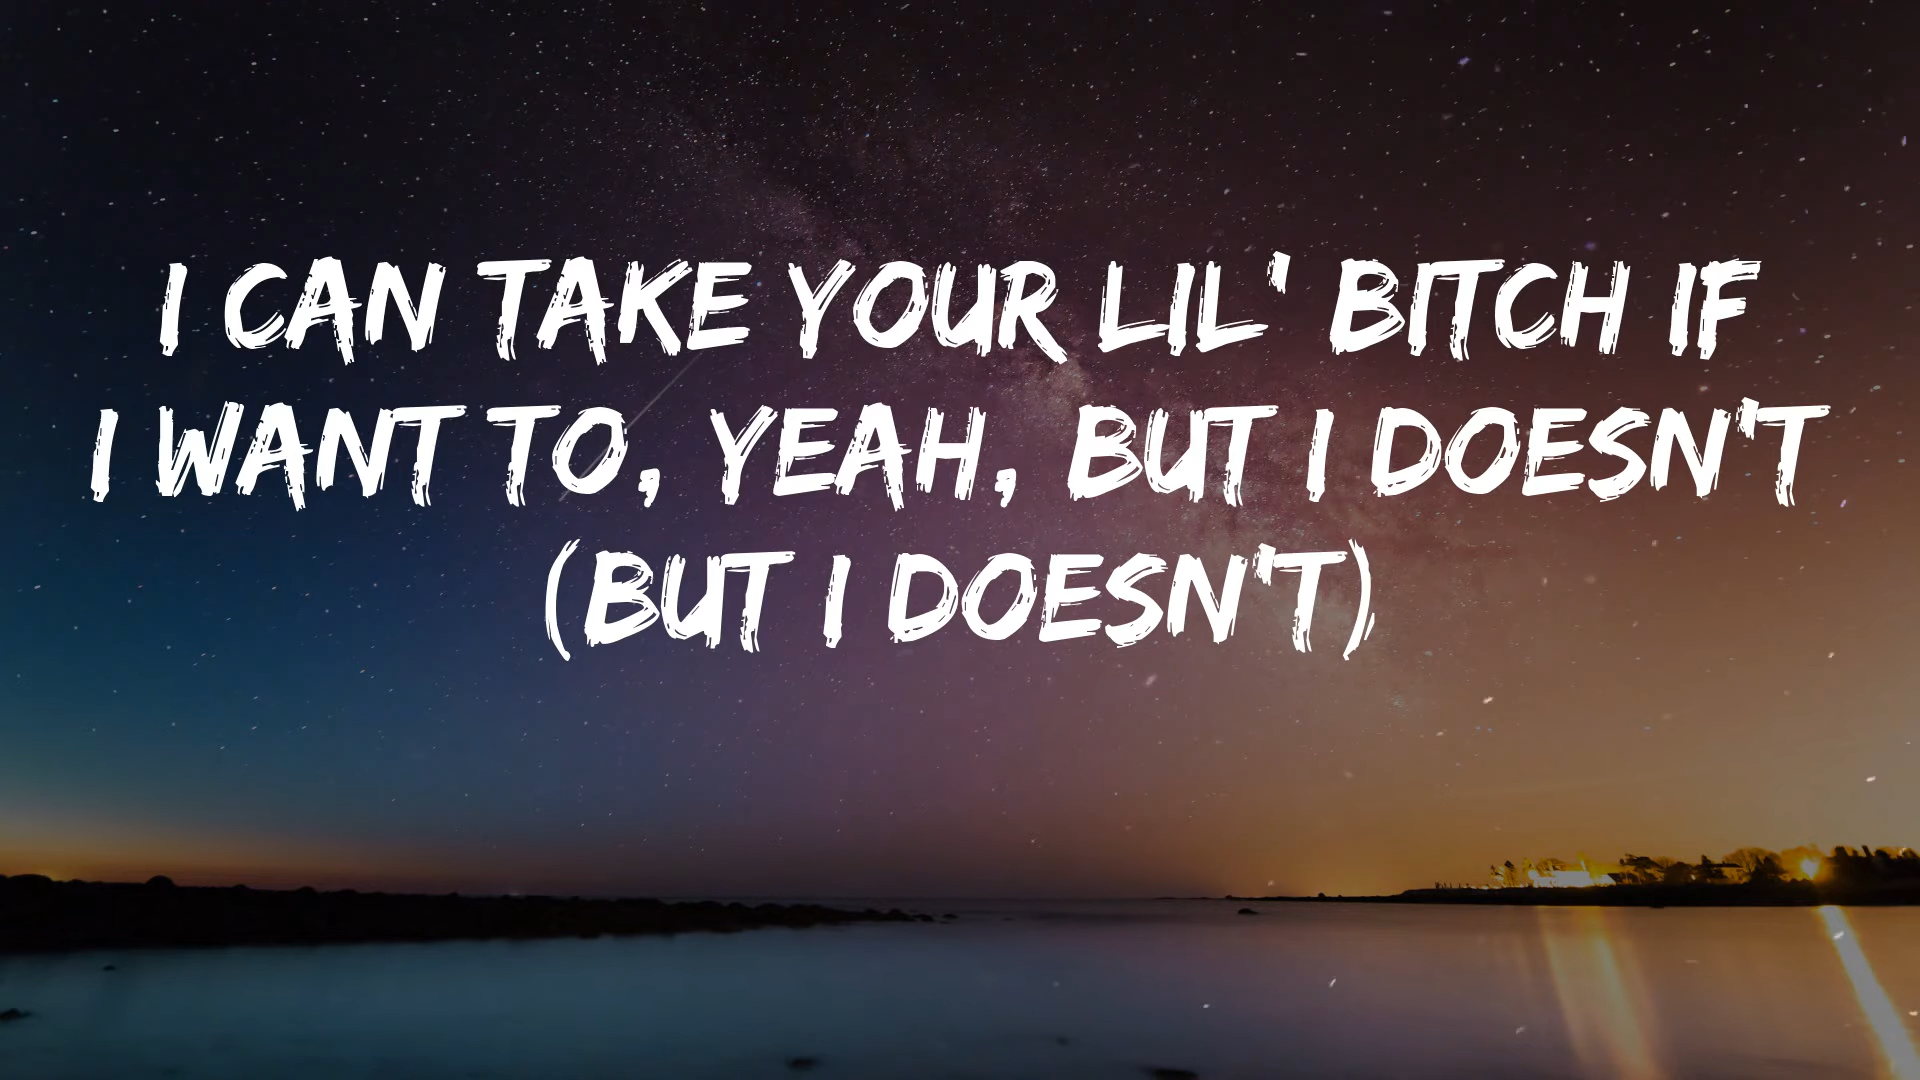 I CAN TAKE YOUR LIL' BITCH IF
I WANT TO, YEAH, BUT I DOESN'T
(BUT I DOESN'T)